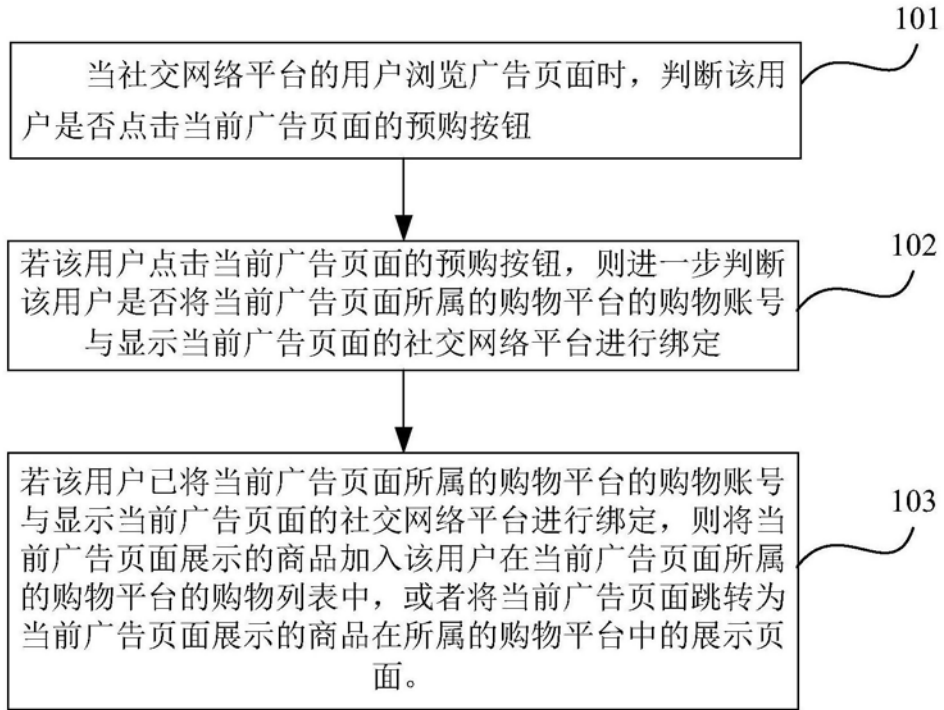 101
当社交网络平台的用户浏览广告页面时，判断该用
户是否点击当前广告页面的预购按钮
102
若该用户点击当前广告页面的预购按钮，则进一步判断
该用户是否将当前广告页面所属的购物平台的购物账号
与显示当前广告页面的社交网络平台进行绑定
103
若该用户已将当前广告页面所属的购物平台的购物账号
与显示当前广告页面的社交网络平台进行绑定，则将当
前广告页面展示的商品加入该用户在当前广告页面所属
的购物平台的购物列表中，或者将当前广告页面跳转为
当前广告页面展示的商品在所属的购物平台中的展示页
面。